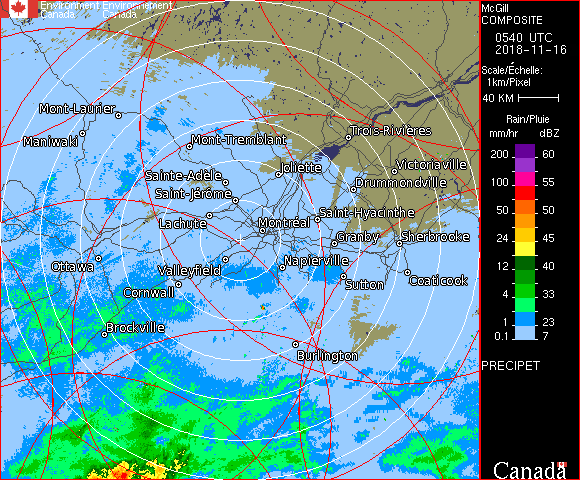 Environment Environnement
Canada Canada
McGill
COMPOSITE
0540 UTC
2018-11-16
Scale/Échelle:
1km/Pixel
40 KM
Rain/Pluie
mm/hr dBZ
200 60
100 55
50 50
24 45
12 40
4 33
1 23
0.1 7
PRECIPET
Canada
Mont-Laurier
Maniwaki
Mont-Tremblant
Trois-Rivières
Joliette
Victoriaville
Sainte-Adèle
Drummondville
Saint-Jérôme
Lachute
Saint-Hyacinthe
Montréal
Granby
Sherbrooke
Ottawa
Valleyfield
Napierville
Coaticook
Cornwall
Sutton
Brockville
Burlington